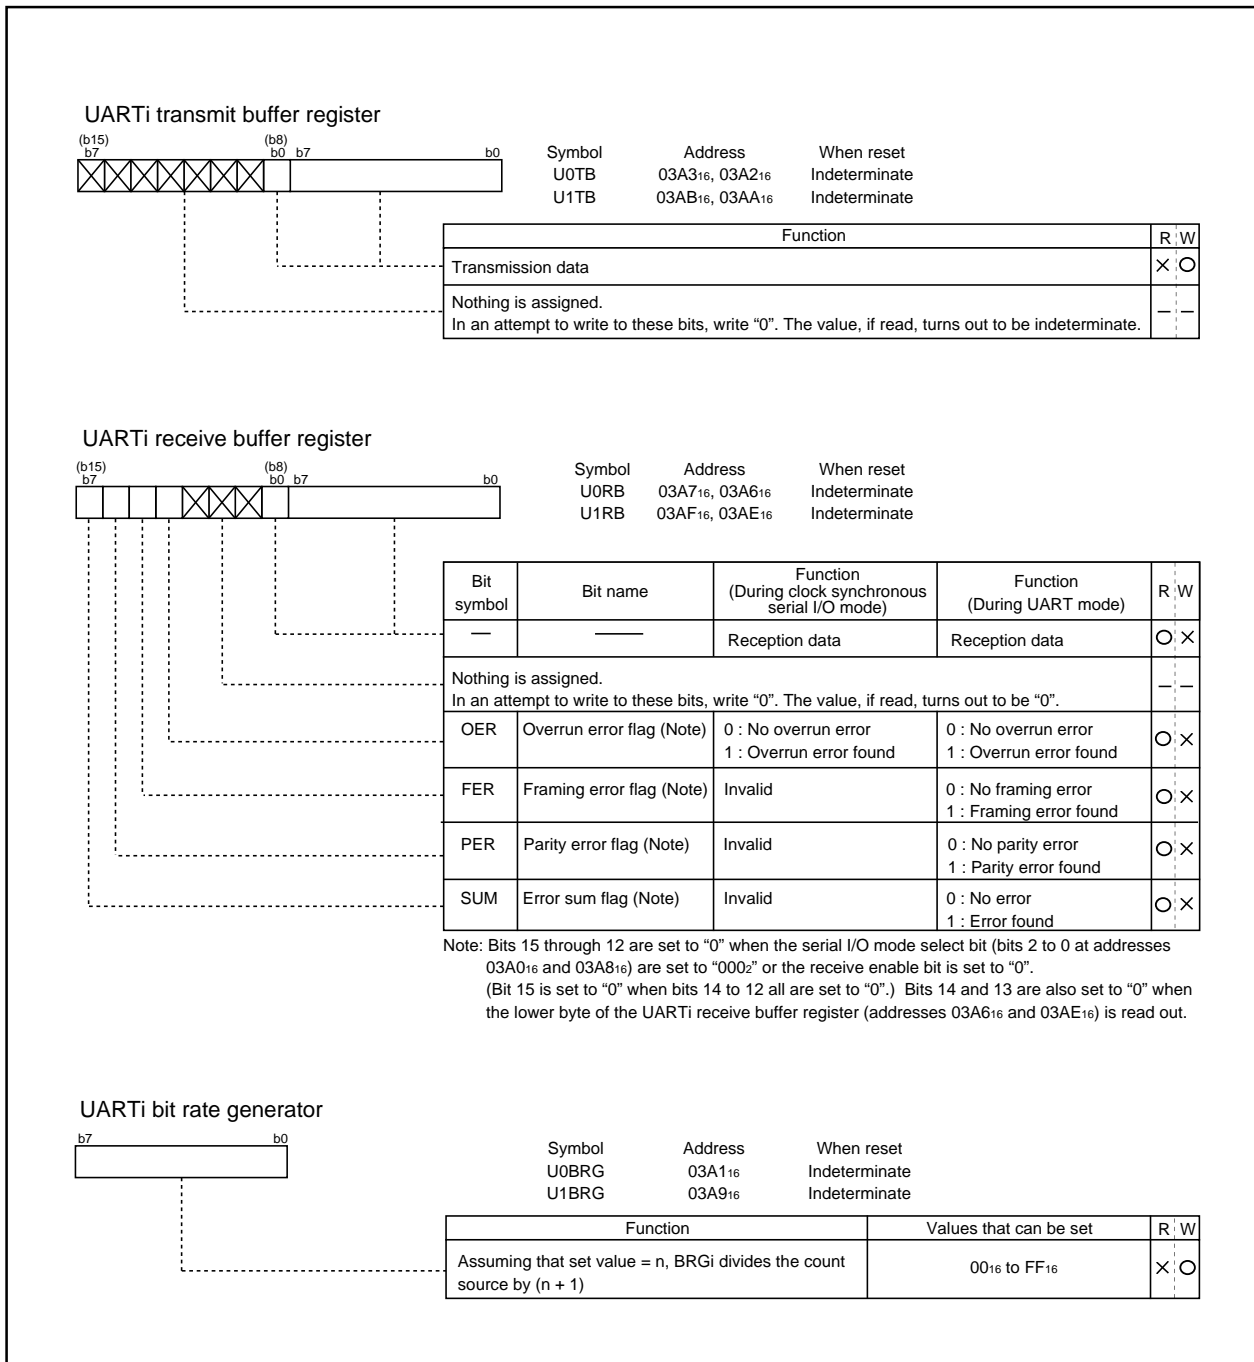 UARTi transmit buffer register
(b15) (b8)
b7 b0 b7 b0
Symbol Address When reset
U0TB 03A316, 03A216 Indeterminate
U1TB 03AB16, 03AA16 Indeterminate
Function R W
Transmission data × O
Nothing is assigned.
In an attempt to write to these bits, write “0”. The value, if read, turns out to be indeterminate. — —
UARTi receive buffer register
(b15) (b8)
b7 b0 b7 b0
Symbol Address When reset
U0RB 03A716, 03A616 Indeterminate
U1RB 03AF16, 03AE16 Indeterminate
Bit symbol Bit name Function (During clock synchronous serial I/O mode) Function (During UART mode) R W
— — Reception data Reception data O ×
Nothing is assigned.
In an attempt to write to these bits, write “0”. The value, if read, turns out to be “0”. — —
OER Overrun error flag (Note) 0 : No overrun error 0 : No overrun error O ×
1 : Overrun error found 1 : Overrun error found
FER Framing error flag (Note) Invalid 0 : No framing error O ×
1 : Framing error found
PER Parity error flag (Note) Invalid 0 : No parity error O ×
1 : Parity error found
SUM Error sum flag (Note) Invalid 0 : No error O ×
1 : Error found
Note: Bits 15 through 12 are set to “0” when the serial I/O mode select bit (bits 2 to 0 at addresses
03A016 and 03A816) are set to “0002” or the receive enable bit is set to “0”.
(Bit 15 is set to “0” when bits 14 to 12 all are set to “0”.) Bits 14 and 13 are also set to “0” when
the lower byte of the UARTi receive buffer register (addresses 03A616 and 03AE16) is read out.
UARTi bit rate generator
b7 b0
Symbol Address When reset
U0BRG 03A116 Indeterminate
U1BRG 03A916 Indeterminate
Function Values that can be set R W
Assuming that set value = n, BRGi divides the count
source by (n + 1) 0016 to FF16 × O